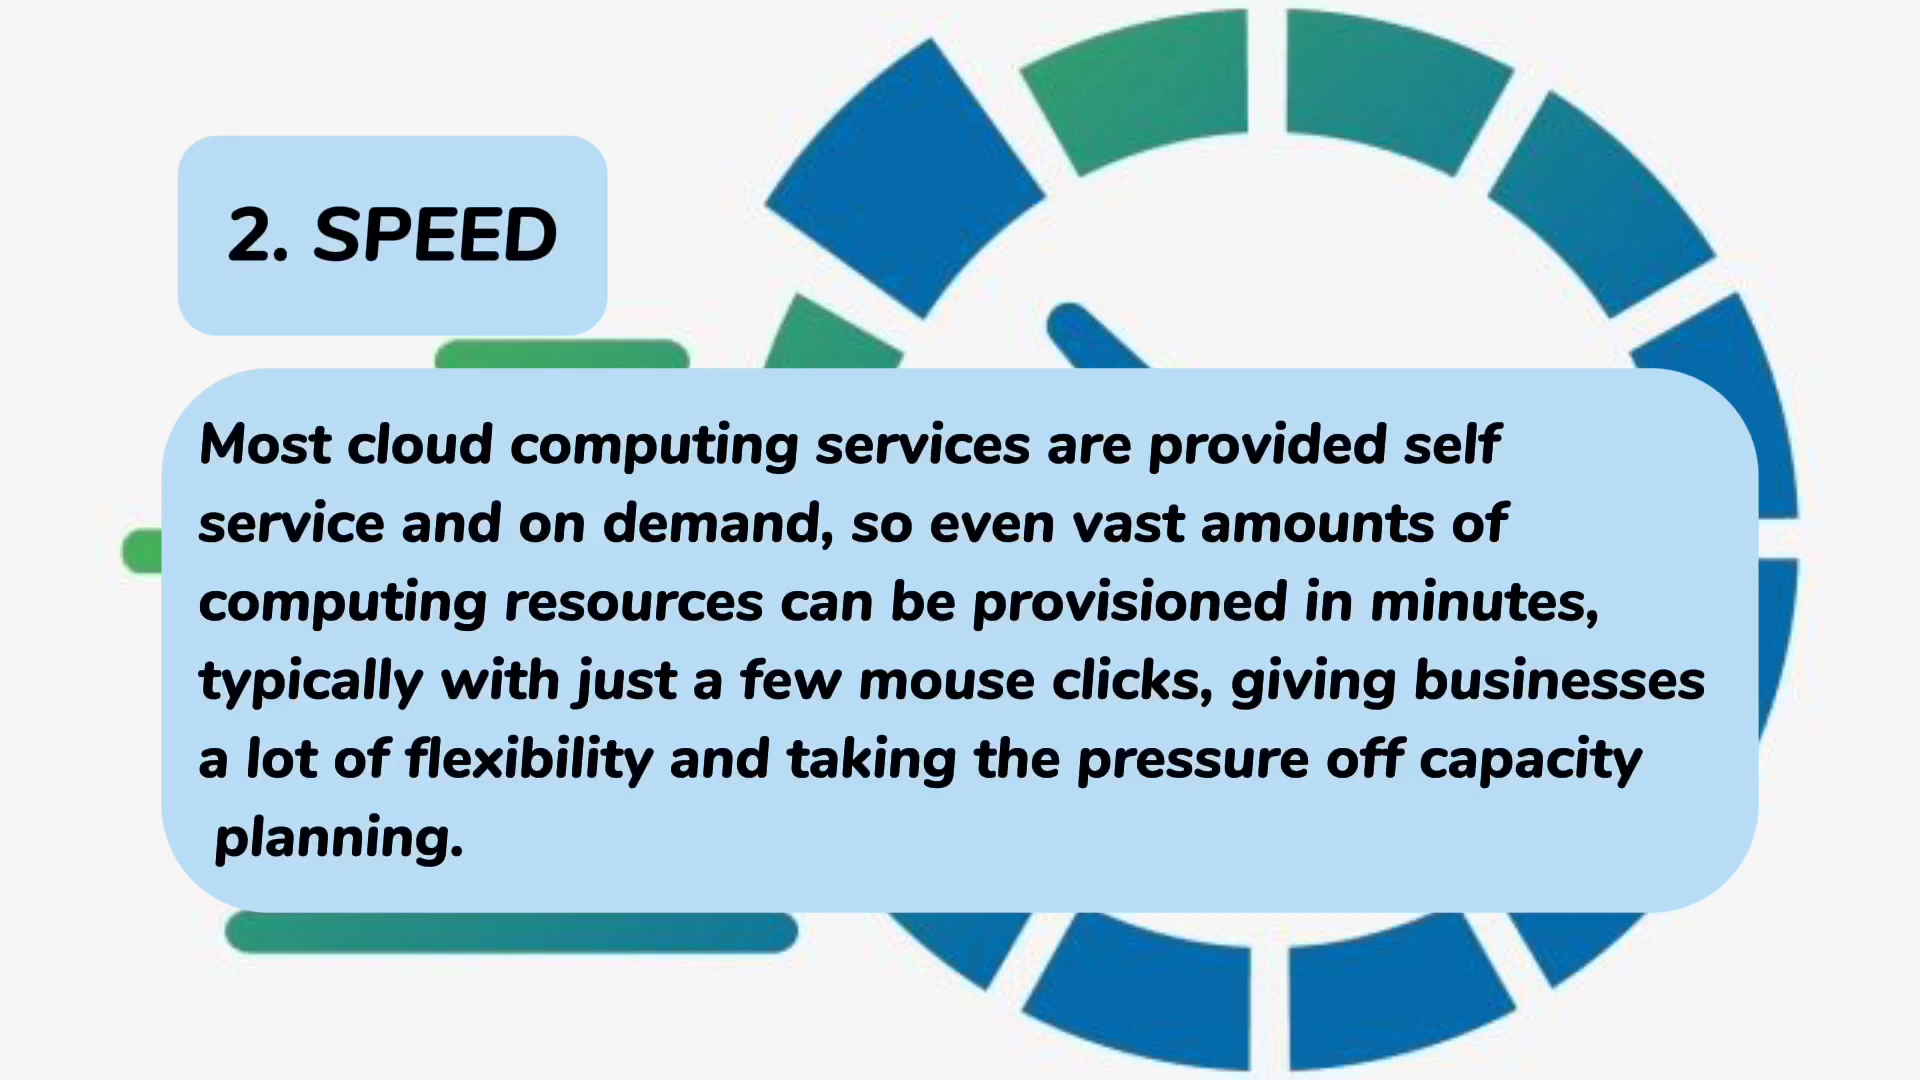 2. SPEED
Most cloud computing services are provided self
service and on demand, so even vast amounts of
computing resources can be provisioned in minutes,
typically with just a few mouse clicks, giving businesses
a lot of flexibility and taking the pressure off capacity
planning.